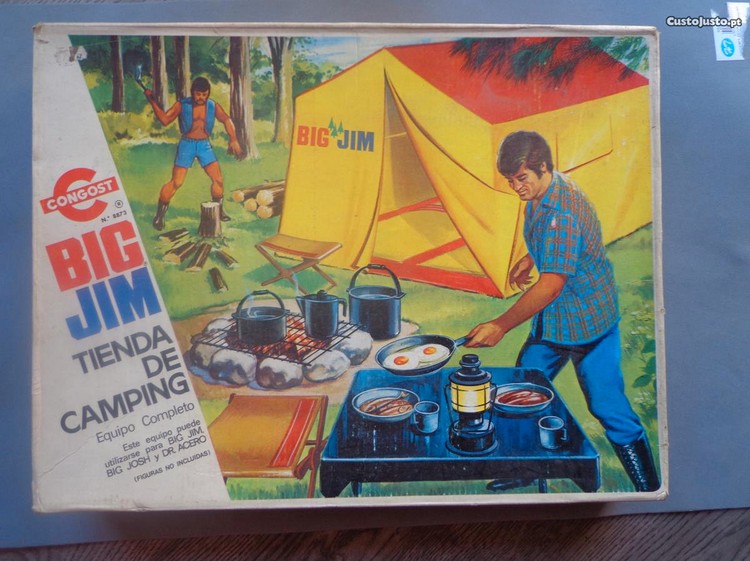 CustoJusto.pt
CONGOST
®
N.° 8873
BIG
JIM
TIENDA
DE
CAMPING
Equipo Completo
Este equipo puede
utilizarse para BIG JIM,
BIG JOSH y DR. ACERO
(FIGURAS NO INCLUIDAS)
BIG JIM